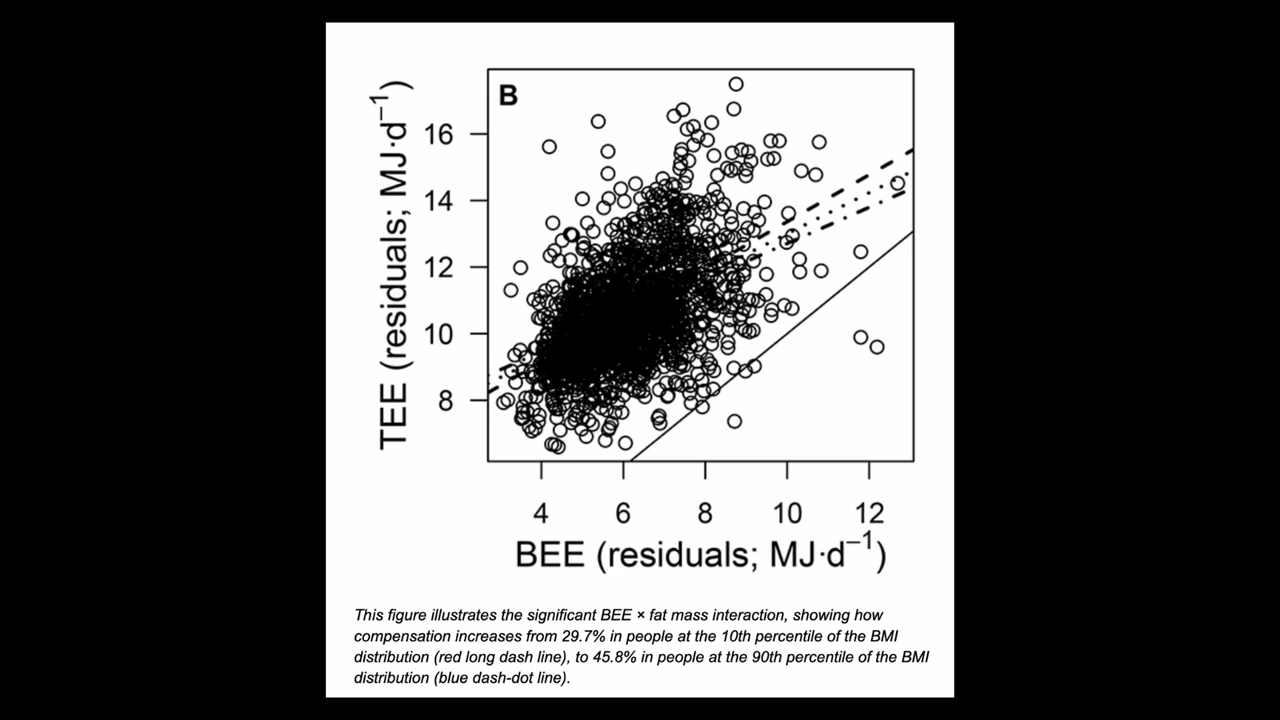 B
TEE (residuals; MJ·d⁻¹)
16
14
12
10
8
4 6 8 10 12
BEE (residuals; MJ·d⁻¹)
This figure illustrates the significant BEE × fat mass interaction, showing how
compensation increases from 29.7% in people at the 10th percentile of the BMI
distribution (red long dash line), to 45.8% in people at the 90th percentile of the BMI
distribution (blue dash-dot line).